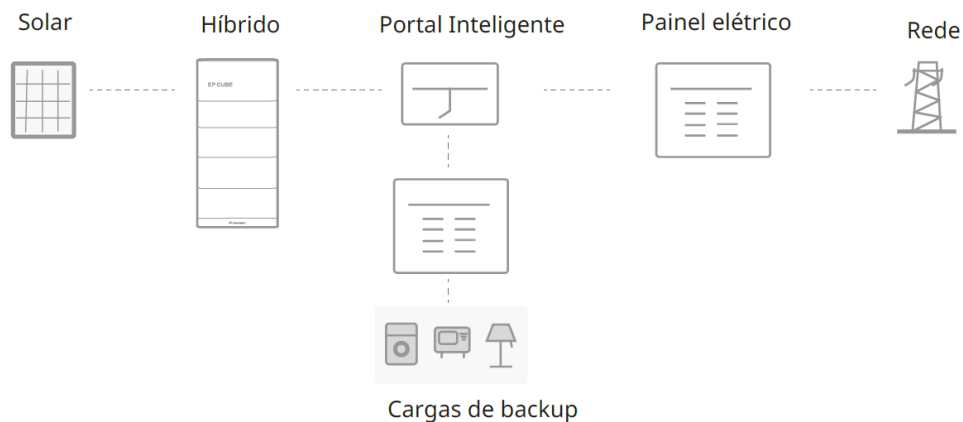 Solar
Híbrido
Portal Inteligente
Painel elétrico
Rede
EP CUBE
Cargas de backup